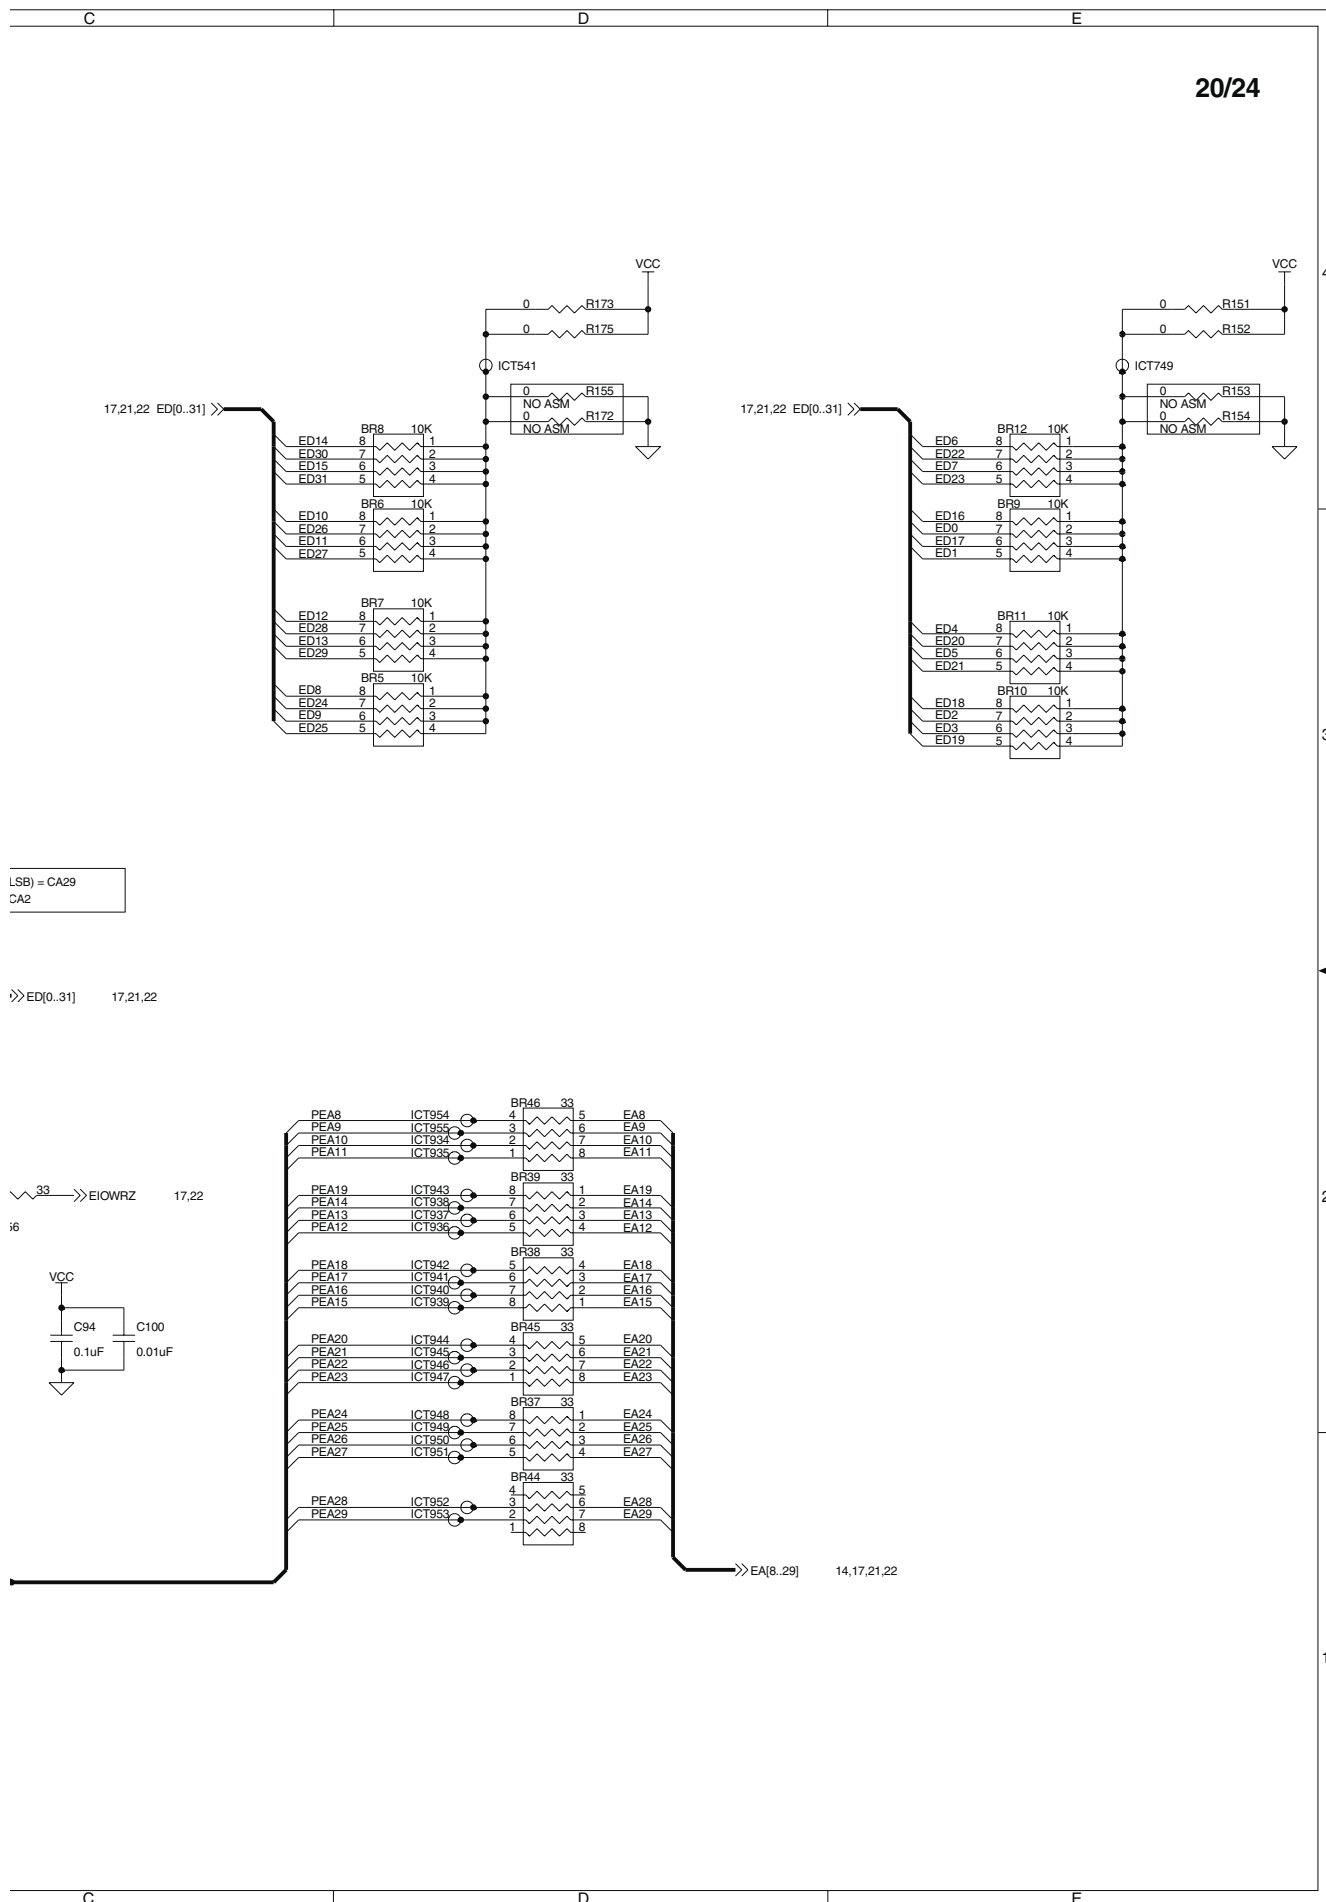 C D E
20/24
VCC VCC
4
0 R173 0 R151
0 R175 0 R152
ICT541 ICT749
0 R155 0 R153
NO ASM NO ASM
17,21,22 ED[0..31] 17,21,22 ED[0..31]
0 R172 0 R154
NO ASM NO ASM
BR8 10K BR12 10K
ED14 8 1 ED6 8 1
ED30 7 2 ED22 7 2
ED15 6 3 ED7 6 3
ED31 5 4 ED23 5 4
BR6 10K BR9 10K
ED10 8 1 ED16 8 1
ED26 7 2 ED0 7 2
ED11 6 3 ED17 6 3
ED27 5 4 ED1 5 4
BR7 10K BR11 10K
ED12 8 1 ED4 8 1
ED28 7 2 ED20 7 2
ED13 6 3 ED5 6 3
ED29 5 4 ED21 5 4
BR5 10K BR10 10K
ED8 8 1 ED18 8 1
ED24 7 2 ED2 7 2
ED9 6 3 ED3 6 3
ED25 5 4 ED19 5 4
3
LSB) = CA29
CA2
ED[0..31] 17,21,22
BR46 33
PEA8 ICT954 4 5 EA8
PEA9 ICT955 3 6 EA9
PEA10 ICT934 2 7 EA10
PEA11 ICT935 1 8 EA11
BR39 33
33 EIOWRZ 17,22
2
PEA19 ICT943 8 1 EA19
PEA14 ICT938 7 2 EA14
PEA13 ICT937 6 3 EA13
PEA12 ICT936 5 4 EA12
66
BR38 33
PEA18 ICT942 5 4 EA18
PEA17 ICT941 6 3 EA17
PEA16 ICT940 7 2 EA16
PEA15 ICT939 8 1 EA15
VCC
C94 C100
0.1uF 0.01uF
BR45 33
PEA20 ICT944 4 5 EA20
PEA21 ICT945 3 6 EA21
PEA22 ICT946 2 7 EA22
PEA23 ICT947 1 8 EA23
BR37 33
PEA24 ICT948 8 1 EA24
PEA25 ICT949 7 2 EA25
PEA26 ICT950 6 3 EA26
PEA27 ICT951 5 4 EA27
BR44 33
4 5
PEA28 ICT952 3 6 EA28
PEA29 ICT953 2 7 EA29
1 8
EA[8..29] 14,17,21,22
1
C D E